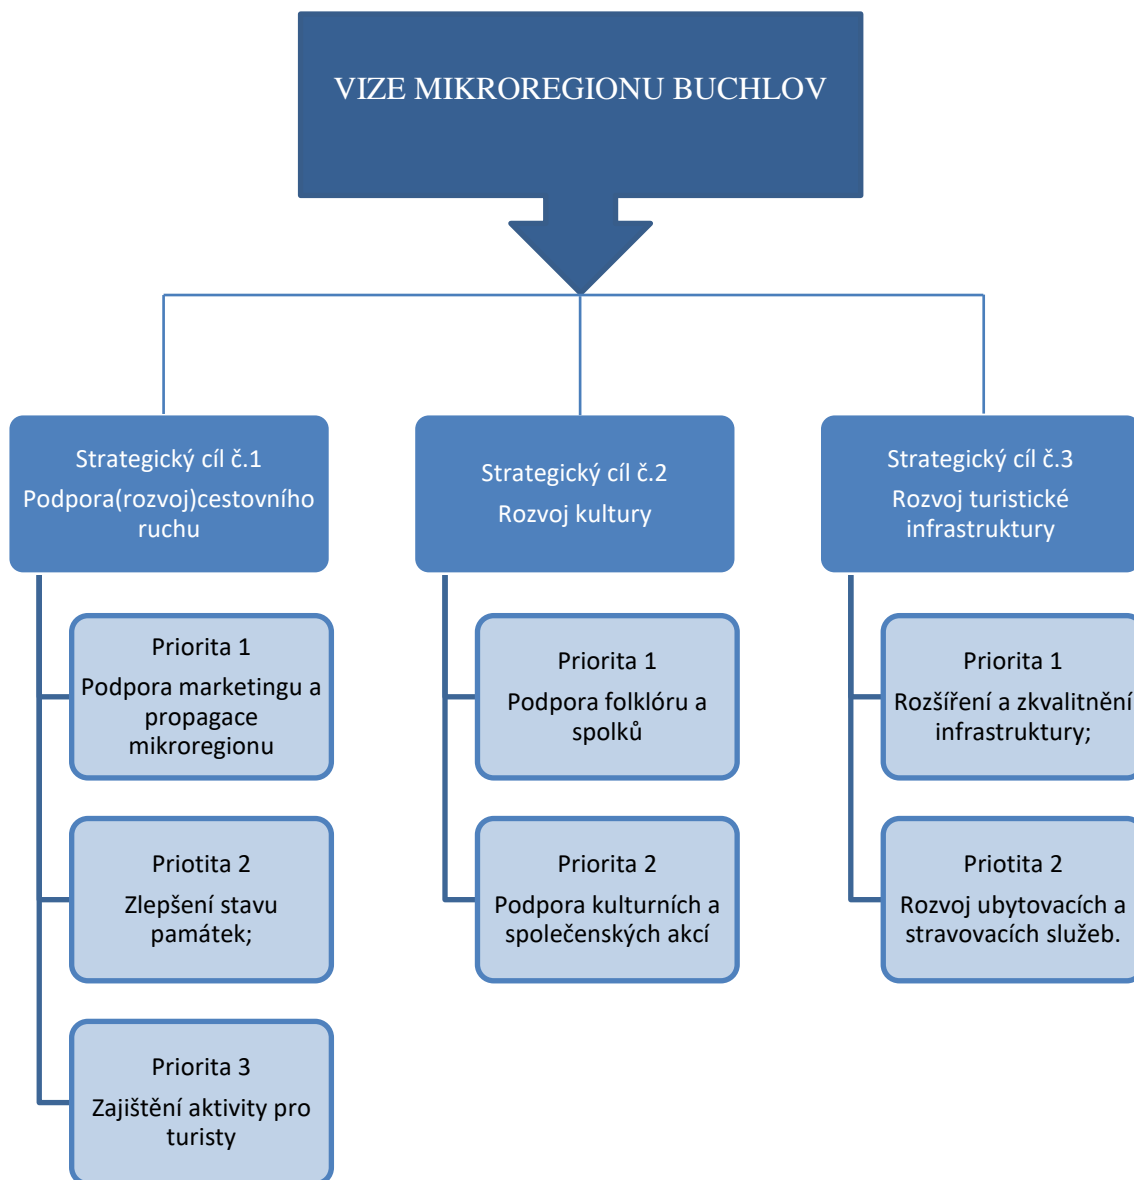 VIZE MIKROREGIONU BUCHLOV
Strategický cíl č.1
Podpora(rozvoj)cestovního
ruchu
Priorita 1
Podpora marketingu a
propagace
mikroregionu
Priotita 2
Zlepšení stavu
památek;
Priorita 3
Zajištění aktivity pro
turisty
Strategický cíl č.2
Rozvoj kultury
Priorita 1
Podpora folklóru a
spolků
Priorita 2
Podpora kulturních a
společenských akcí
Strategický cíl č.3
Rozvoj turistické
infrastruktury
Priorita 1
Rozšíření a zkvalitnění
infrastruktury;
Priotita 2
Rozvoj ubytovacích a
stravovacích služeb.